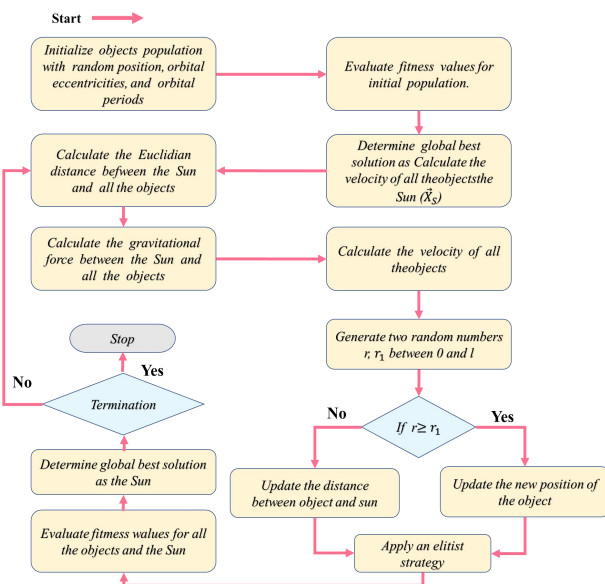 Start
Initialize objects population
with random position, orbital
eccentricities, and orbital
periods
Evaluate fitness values for
initial population.
Determine global best
solution as Calculate the
velocity of all theobjectsthe
Sun (X⃗S)
Calculate the Euclidian
distance befween the Sun
and all the objects
Calculate the gravitational
force between the Sun and
all the objects
Calculate the velocity of all
theobjects
Generate two random numbers
r, r1 between 0 and l
If r≥ r1
No
Yes
Update the distance
between object and sun
Update the new position of
the object
Apply an elitist
strategy
Evaluate fitness walues for all
the objects and the Sun
Determine global best solution
as the Sun
Termination
No
Yes
Stop